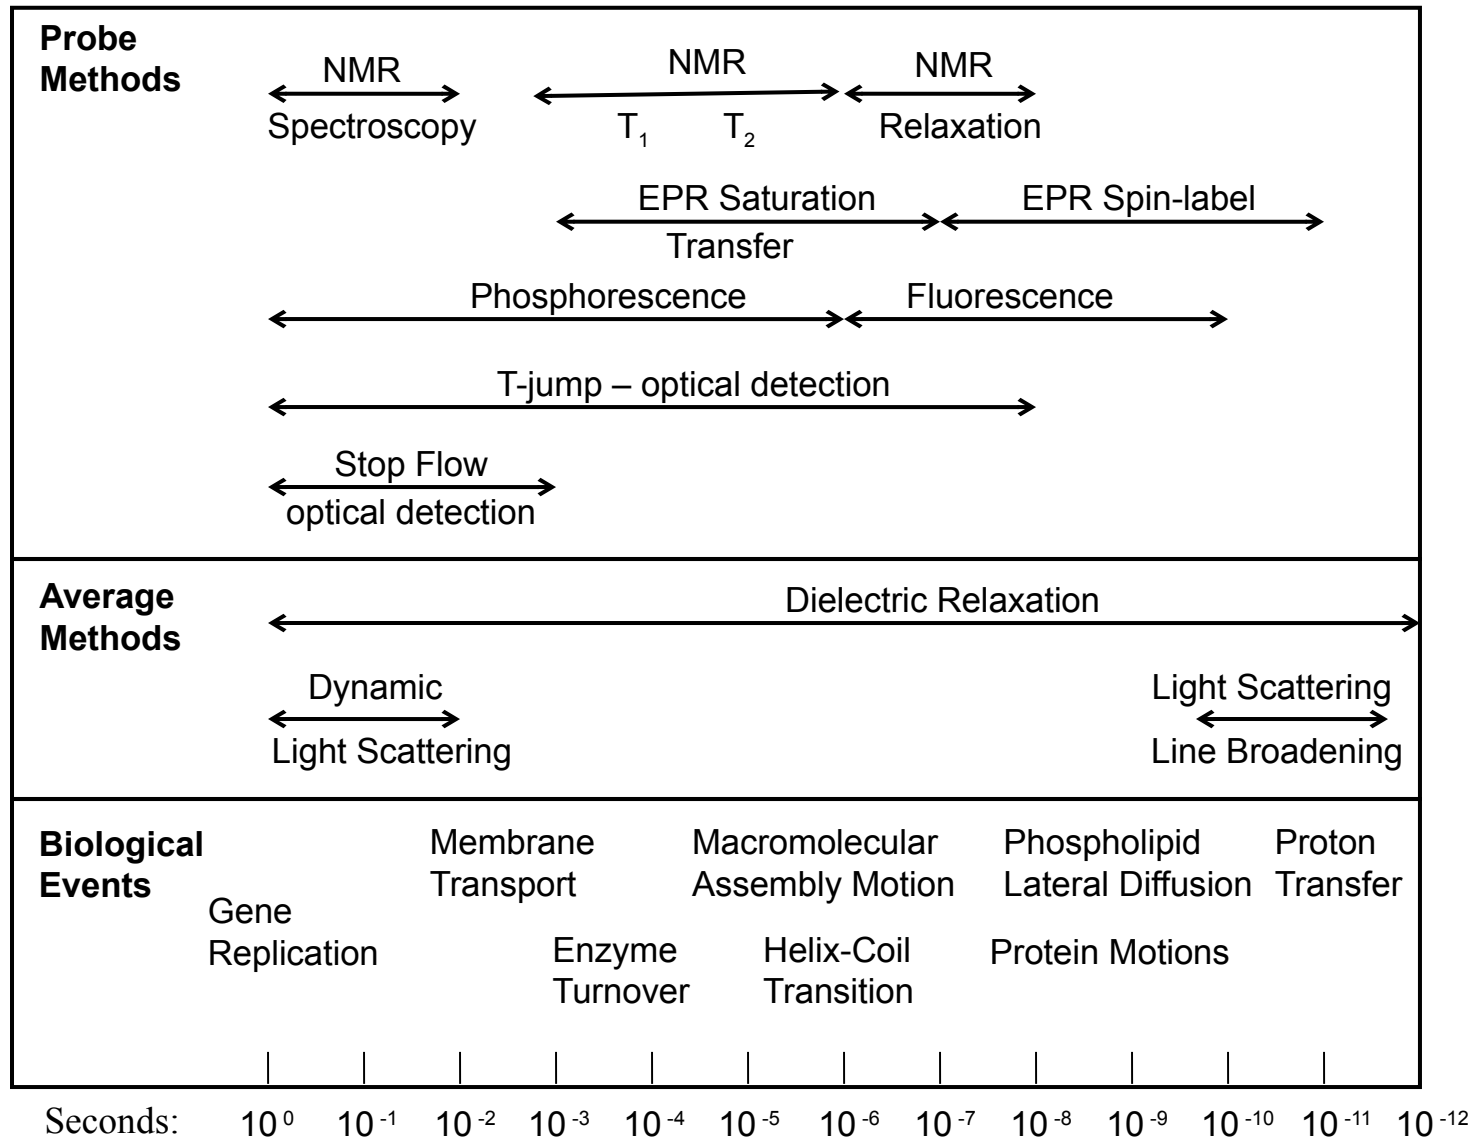 Probe
Methods
NMR
Spectroscopy
NMR
T1 T2
NMR
Relaxation
EPR Saturation
Transfer
EPR Spin-label
Phosphorescence
Fluorescence
T-jump – optical detection
Stop Flow
optical detection
Average
Methods
Dielectric Relaxation
Dynamic
Light Scattering
Light Scattering
Line Broadening
Biological
Events
Gene
Replication
Membrane
Transport
Enzyme
Turnover
Macromolecular
Assembly Motion
Helix-Coil
Transition
Phospholipid
Lateral Diffusion
Protein Motions
Proton
Transfer
Seconds: 10^0 10^-1 10^-2 10^-3 10^-4 10^-5 10^-6 10^-7 10^-8 10^-9 10^-10 10^-11 10^-12